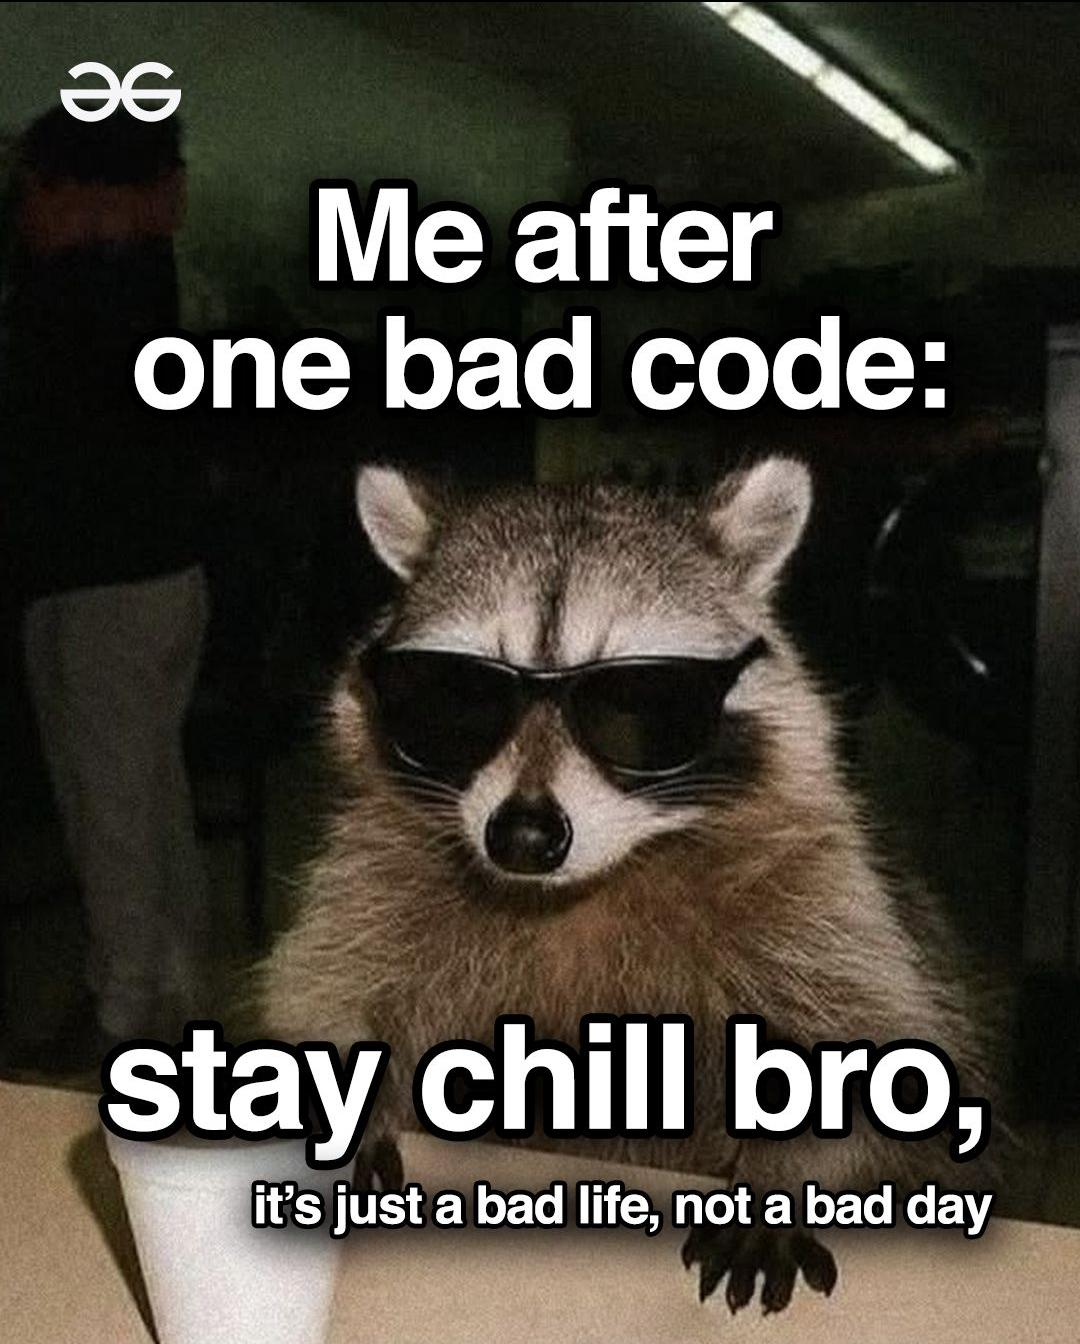 Me after
one bad code:
stay chill bro,
it's just a bad life, not a bad day